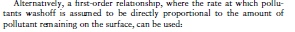 Alternatively, a first-order relationship, where the rate at which pollu-
tants washoff is assumed to be directly proportional to the amount of
pollutant remaining on the surface, can be used: